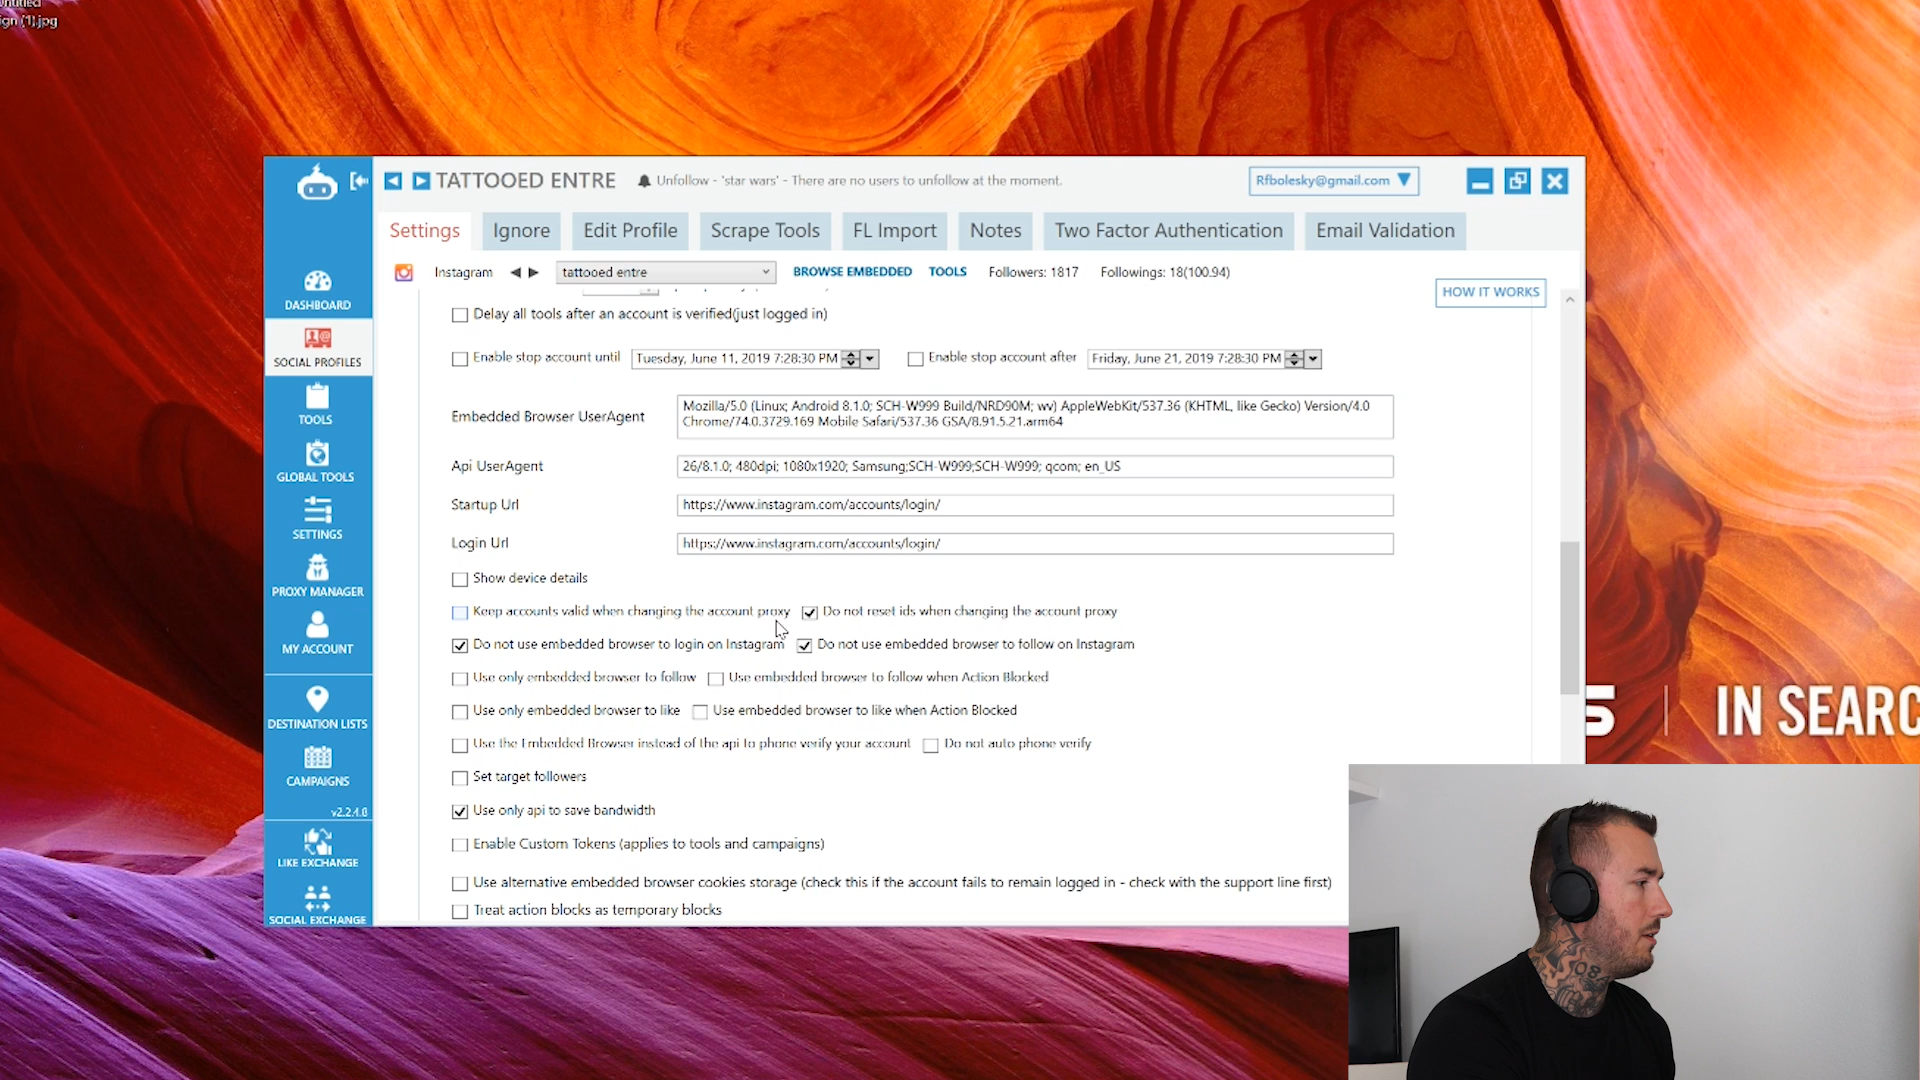 ign (1).jpg
TATTOOED ENTRE
Unfollow - 'star wars' - There are no users to unfollow at the moment.
Rfbolesky@gmail.com
Settings
Ignore
Edit Profile
Scrape Tools
FL Import
Notes
Two Factor Authentication
Email Validation
Instagram
tattooed entre
BROWSE EMBEDDED
TOOLS
Followers: 1817
Followings: 18(100.94)
HOW IT WORKS
DASHBOARD
SOCIAL PROFILES
TOOLS
GLOBAL TOOLS
SETTINGS
PROXY MANAGER
MY ACCOUNT
DESTINATION LISTS
CAMPAIGNS
v2.2.4.8
LIKE EXCHANGE
SOCIAL EXCHANGE
Delay all tools after an account is verified(just logged in)
Enable stop account until
Tuesday, June 11, 2019 7:28:30 PM
Enable stop account after
Friday, June 21, 2019 7:28:30 PM
Embedded Browser UserAgent
Mozilla/5.0 (Linux; Android 8.1.0; SCH-W999 Build/NRD90M; wv) AppleWebKit/537.36 (KHTML, like Gecko) Version/4.0
Chrome/74.0.3729.169 Mobile Safari/537.36 GSA/8.91.5.21.arm64
Api UserAgent
26/8.1.0; 480dpi; 1080x1920; Samsung;SCH-W999;SCH-W999; qcom; en_US
Startup Url
https://www.instagram.com/accounts/login/
Login Url
https://www.instagram.com/accounts/login/
Show device details
Keep accounts valid when changing the account proxy
Do not reset ids when changing the account proxy
Do not use embedded browser to login on Instagram
Do not use embedded browser to follow on Instagram
Use only embedded browser to follow
Use embedded browser to follow when Action Blocked
Use only embedded browser to like
Use embedded browser to like when Action Blocked
Use the Embedded Browser instead of the api to phone verify your account
Do not auto phone verify
Set target followers
Use only api to save bandwidth
Enable Custom Tokens (applies to tools and campaigns)
Use alternative embedded browser cookies storage (check this if the account fails to remain logged in - check with the support line first)
Treat action blocks as temporary blocks
IN SEARC